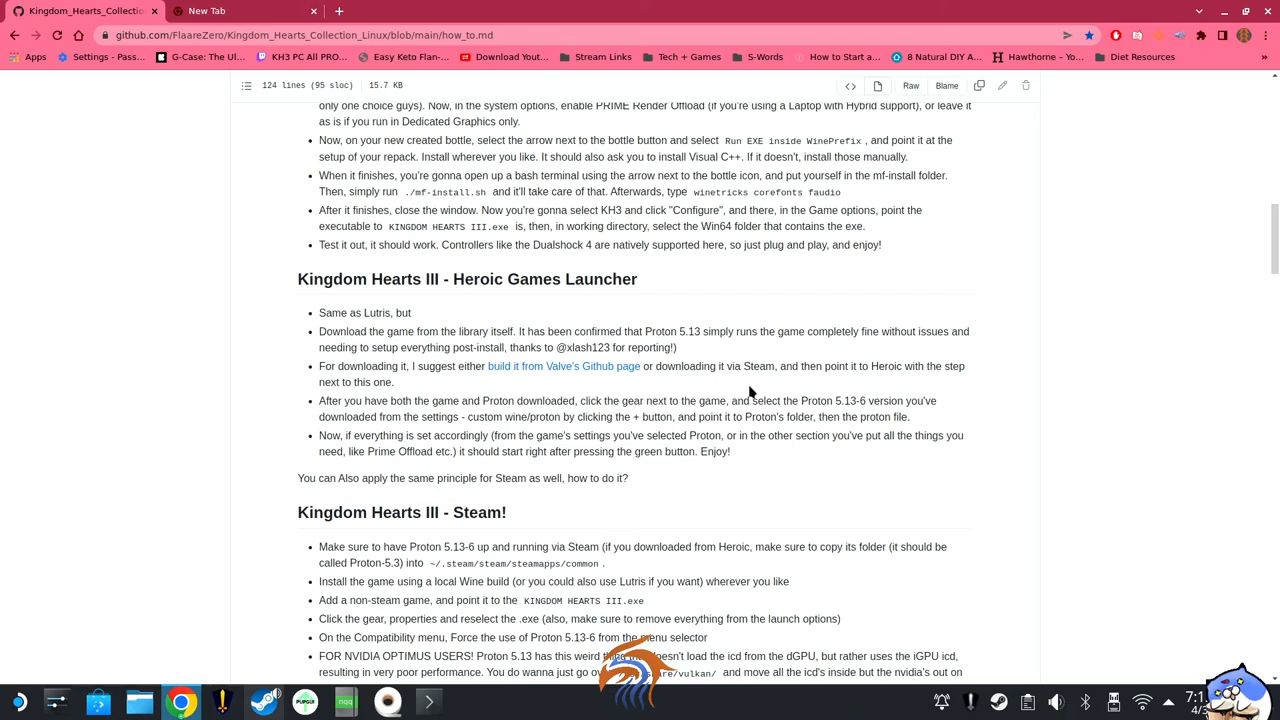 Kingdom_Hearts_Collectio
New Tab
github.com/FlaareZero/Kingdom_Hearts_Collection_Linux/blob/main/how_to.md
Apps
Settings - Pass...
G-Case: The Ul...
KH3 PC All PRO...
Easy Keto Flan-...
Download Yout...
Stream Links
Tech + Games
S-Words
How to Start a...
8 Natural DIY A...
Hawthorne – Yo...
Diet Resources
»
124 lines (95 sloc)
15.7 KB
Raw
Blame
only one choice guys). Now, in the system options, enable PRIME Render Offload (if you're using a Laptop with Hybrid support), or leave it
as is if you run in Dedicated Graphics only.
• Now, on your new created bottle, select the arrow next to the bottle button and select Run EXE inside WinePrefix , and point it at the
setup of your repack. Install wherever you like. It should also ask you to install Visual C++. If it doesn't, install those manually.
• When it finishes, you're gonna open up a bash terminal using the arrow next to the bottle icon, and put yourself in the mf-install folder.
Then, simply run ./mf-install.sh and it'll take care of that. Afterwards, type winetricks corefonts faudio
• After it finishes, close the window. Now you're gonna select KH3 and click "Configure", and there, in the Game options, point the
executable to KINGDOM HEARTS III.exe is, then, in working directory, select the Win64 folder that contains the exe.
• Test it out, it should work. Controllers like the Dualshock 4 are natively supported here, so just plug and play, and enjoy!
Kingdom Hearts III - Heroic Games Launcher
• Same as Lutris, but
• Download the game from the library itself. It has been confirmed that Proton 5.13 simply runs the game completely fine without issues and
needing to setup everything post-install, thanks to @xlash123 for reporting!)
• For downloading it, I suggest either build it from Valve's Github page or downloading it via Steam, and then point it to Heroic with the step
next to this one.
• After you have both the game and Proton downloaded, click the gear next to the game, and select the Proton 5.13-6 version you've
downloaded from the settings - custom wine/proton by clicking the + button, and point it to Proton's folder, then the proton file.
• Now, if everything is set accordingly (from the game's settings you've selected Proton, or in the other section you've put all the things you
need, like Prime Offload etc.) it should start right after pressing the green button. Enjoy!
You can Also apply the same principle for Steam as well, how to do it?
Kingdom Hearts III - Steam!
• Make sure to have Proton 5.13-6 up and running via Steam (if you downloaded from Heroic, make sure to copy its folder (it should be
called Proton-5.3) into ~/.steam/steam/steamapps/common .
• Install the game using a local Wine build (or you could also use Lutris if you want) wherever you like
• Add a non-steam game, and point it to the KINGDOM HEARTS III.exe
• Click the gear, properties and reselect the .exe (also, make sure to remove everything from the launch options)
• On the Compatibility menu, Force the use of Proton 5.13-6 from the menu selector
• FOR NVIDIA OPTIMUS USERS! Proton 5.13 has this weird doesn't load the icd from the dGPU, but rather uses the iGPU icd,
resulting in very poor performance. You do wanna just go /vulkan/ and move all the icd's inside but the nvidia's out on
PUPGUI
nqq
7:1
4/3